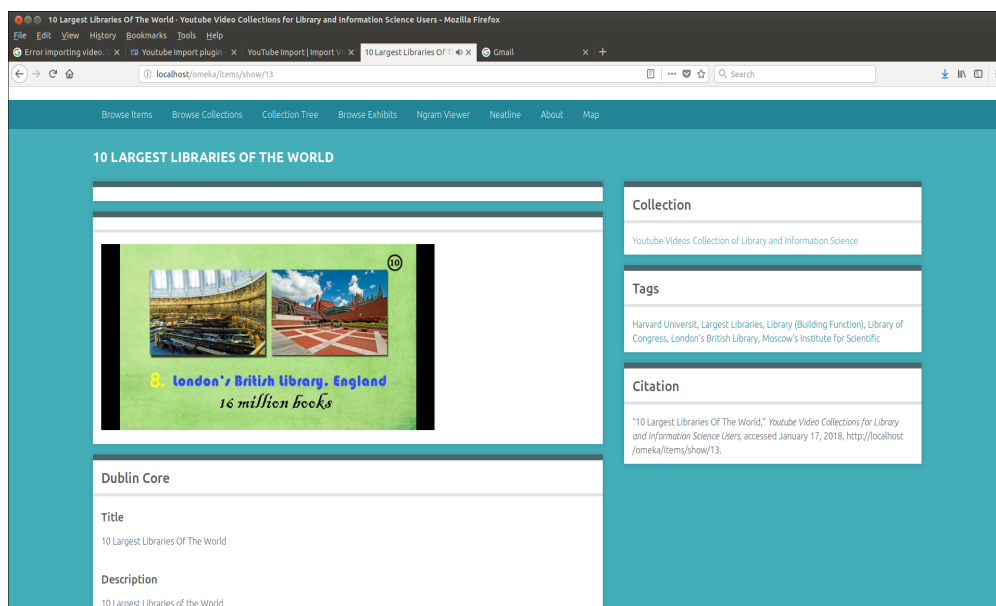 10 Largest Libraries Of The World · Youtube Video Collections for Library and Information Science Users - Mozilla Firefox
File Edit View History Bookmarks Tools Help
Error importing video. Youtube Import plugin YouTube Import | Import Vi 10 Largest Libraries Of T Gmail
localhost/omeka/items/show/13 Search
Browse Items Browse Collections Collection Tree Browse Exhibits Ngram Viewer Neatline About Map
10 LARGEST LIBRARIES OF THE WORLD
10
8. London's British Library. England
16 million books
Dublin Core
Title
10 Largest Libraries Of The World
Description
10 Largest Libraries of the World
Collection
Youtube Videos Collection of Library and Information Science
Tags
Harvard Universit, Largest Libraries, Library (Building Function), Library of
Congress, London's British Library, Moscow's Institute for Scientific
Citation
"10 Largest Libraries Of The World," Youtube Video Collections for Library
and Information Science Users, accessed January 17, 2018, http://localhost
/omeka/items/show/13.